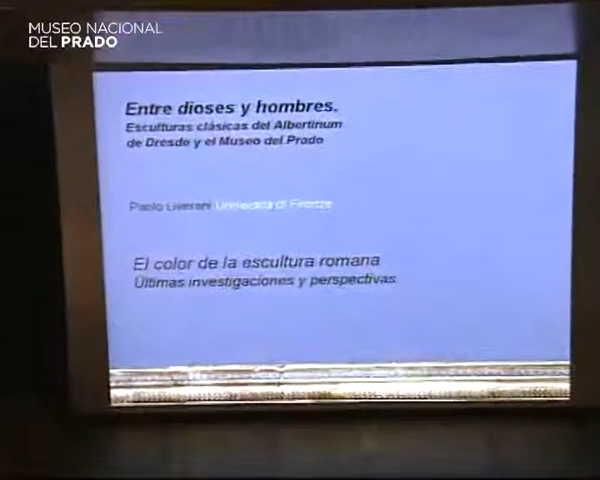 MUSEO NACIONAL
DEL PRADO
Entre dioses y hombres.
Esculturas clásicas del Albertinum
de Dresde y el Museo del Prado
Paolo Liverani Università di Firenze
El color de la escultura romana
Últimas investigaciones y perspectivas